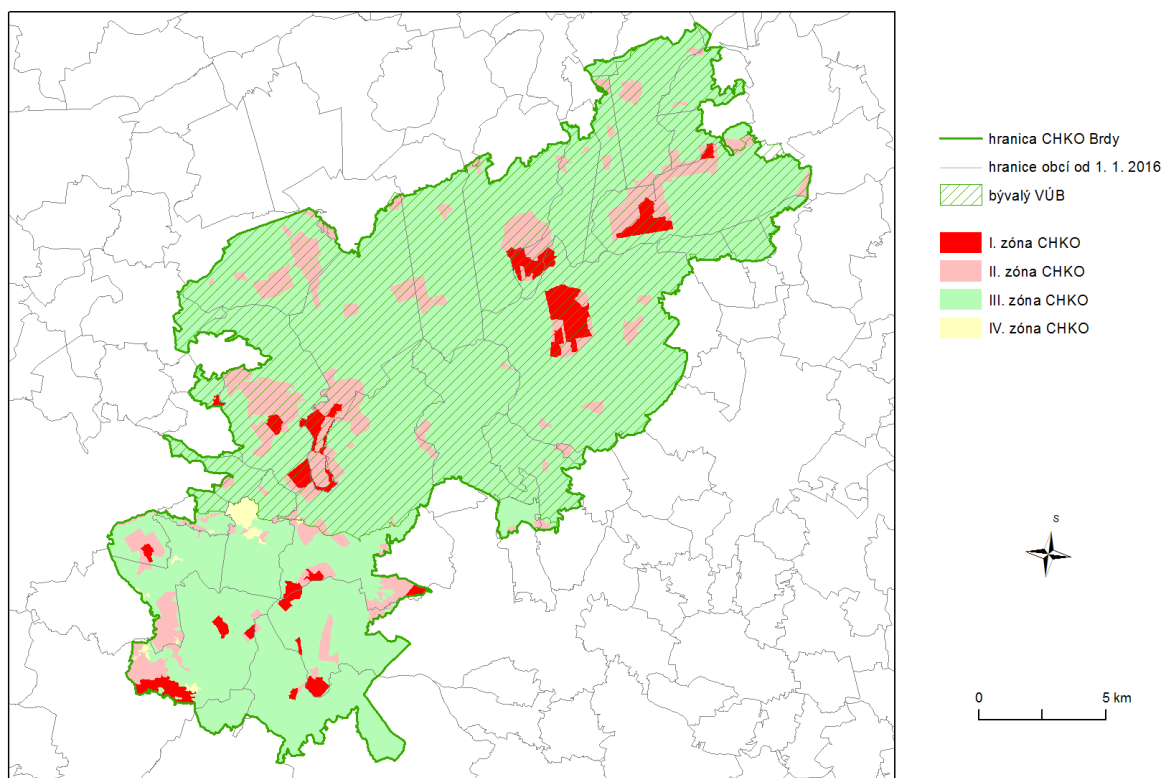 hranica CHKO Brdy
hranice obcí od 1. 1. 2016
bývalý VÚB
I. zóna CHKO
II. zóna CHKO
III. zóna CHKO
IV. zóna CHKO
S
0 5 km